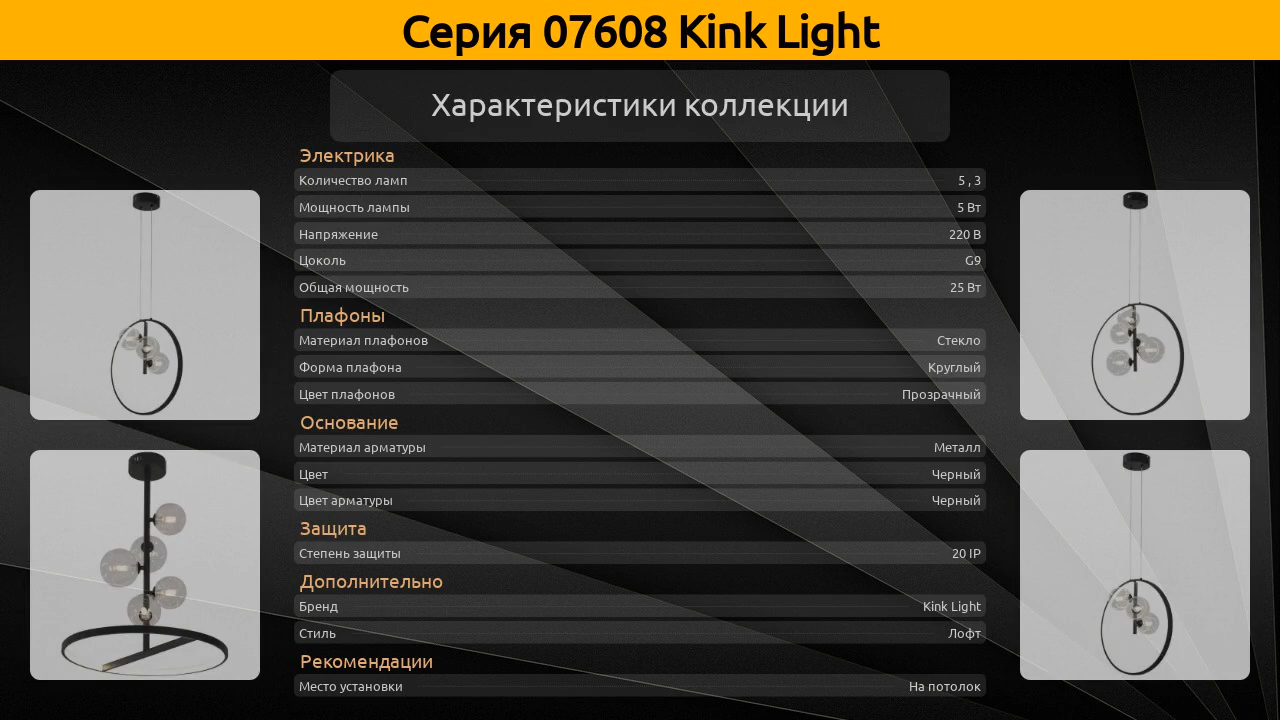 Серия 07608 Kink Light
Характеристики коллекции
Электрика
Количество ламп 5 , 3
Мощность лампы 5 Вт
Напряжение 220 В
Цоколь G9
Общая мощность 25 Вт
Плафоны
Материал плафонов Стекло
Форма плафона Круглый
Цвет плафонов Прозрачный
Основание
Материал арматуры Металл
Цвет Черный
Цвет арматуры Черный
Защита
Степень защиты 20 IP
Дополнительно
Бренд Kink Light
Стиль Лофт
Рекомендации
Место установки На потолок